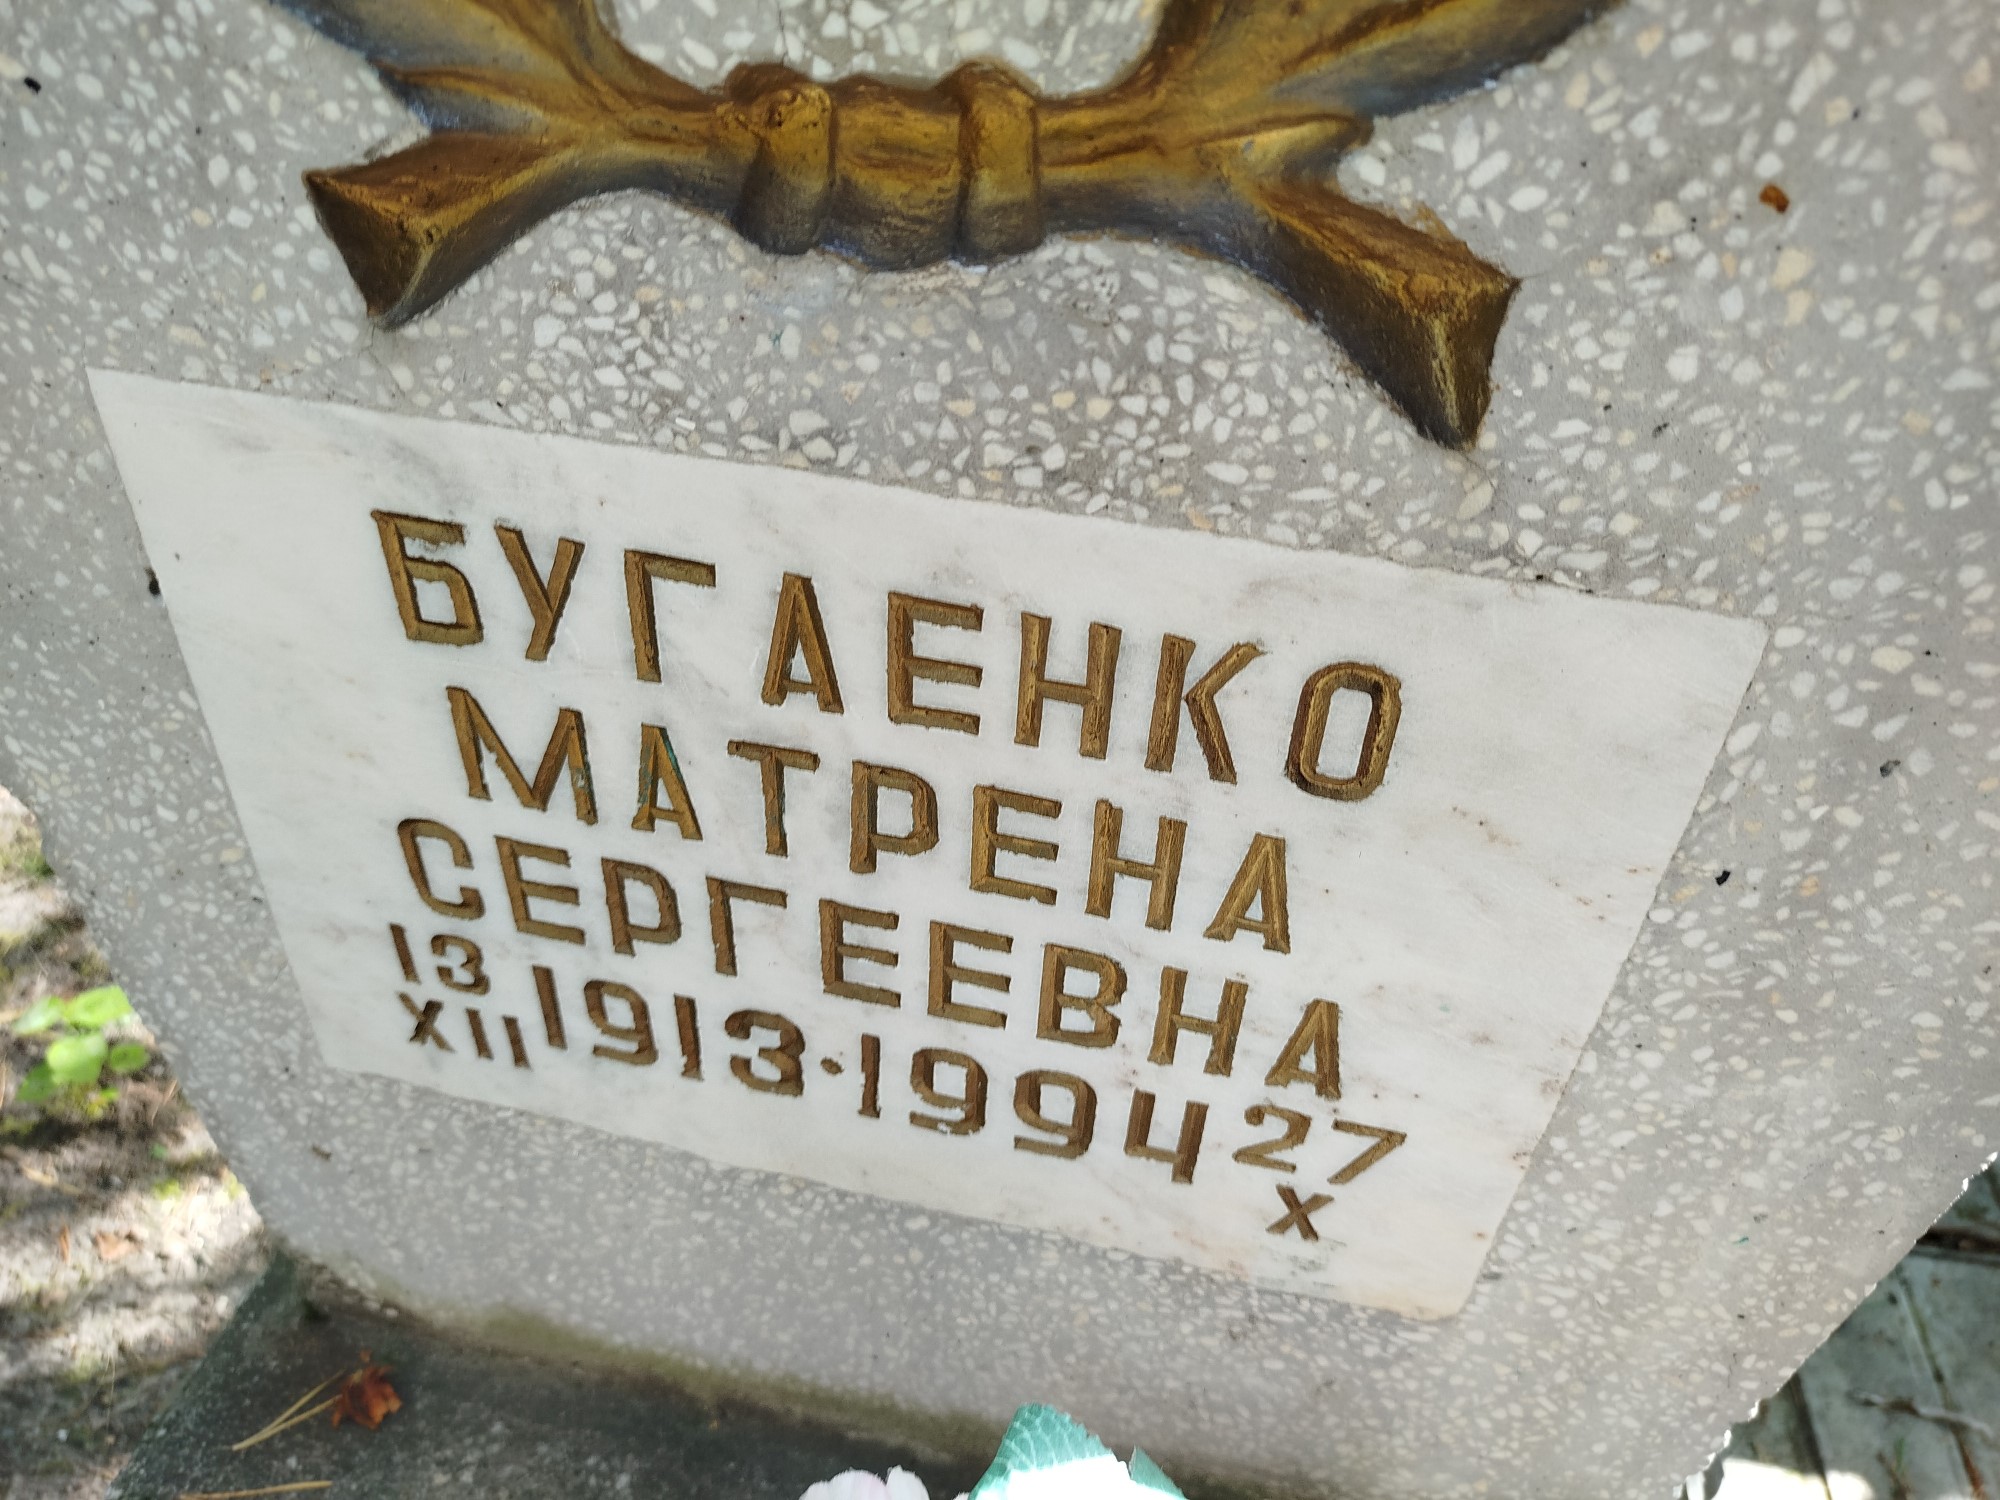 БУГАЕНКО
МАТРЕНА
СЕРГЕЕВНА
13 XII 1913·1994 27 X